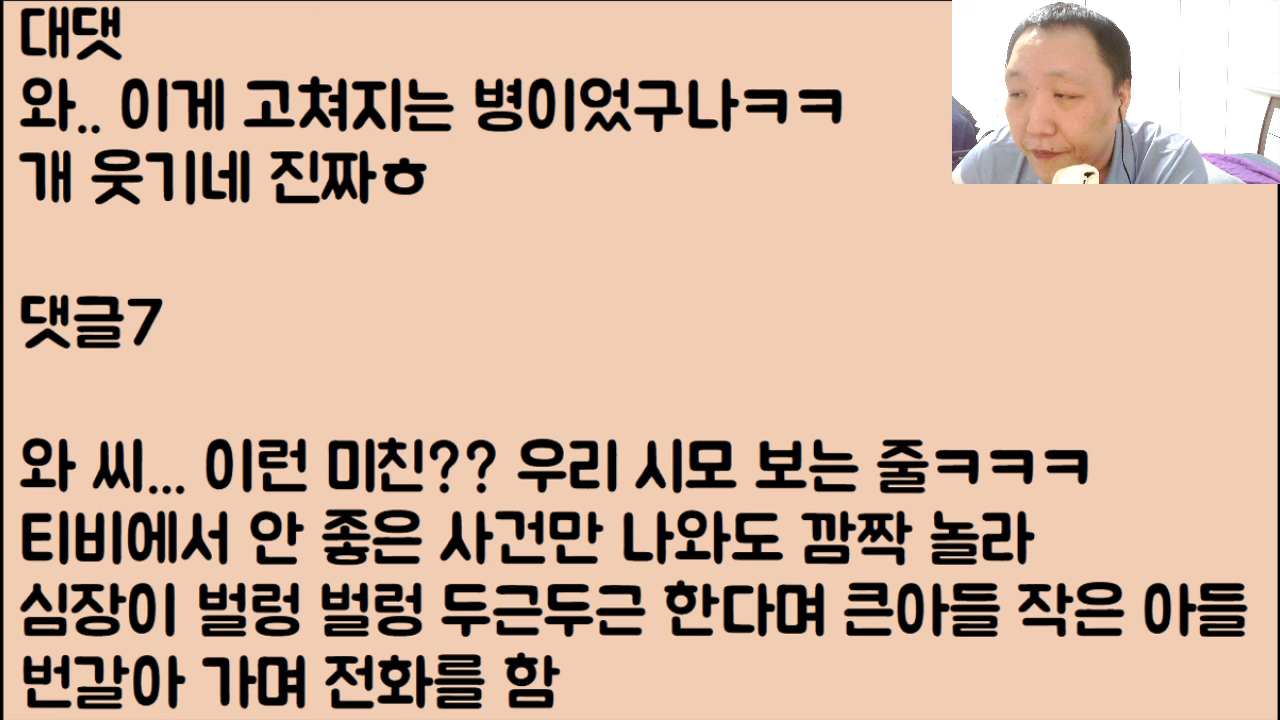 대댓
와.. 이게 고쳐지는 병이었구나ㅋㅋ
개 웃기네 진짜ㅎ
댓글7
와 씨... 이런 미친?? 우리 시모 보는 줄ㅋㅋㅋ
티비에서 안 좋은 사건만 나와도 깜짝 놀라
심장이 벌렁 벌렁 두근두근 한다며 큰아들 작은 아들
번갈아 가며 전화를 함